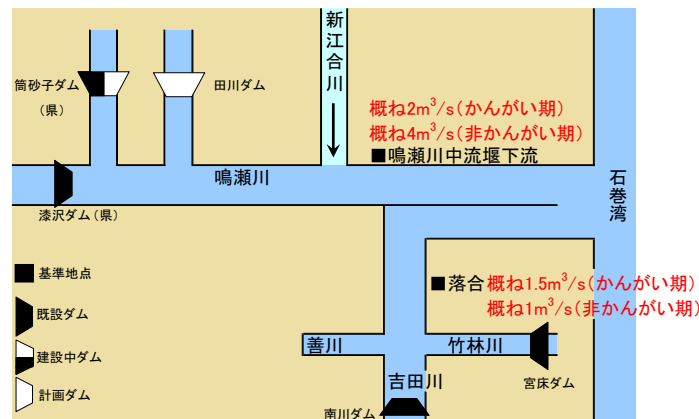 新江合川
筒砂子ダム
(県)
田川ダム
概ね2m³/s(かんがい期)
概ね4m³/s(非かんがい期)
■鳴瀬川中流堰下流
鳴瀬川
石巻湾
漆沢ダム(県)
基準地点
■落合 概ね1.5m³/s(かんがい期)
概ね1m³/s(非かんがい期)
既設ダム
善川
竹林川
建設中ダム
吉田川
宮床ダム
計画ダム
南川ダム